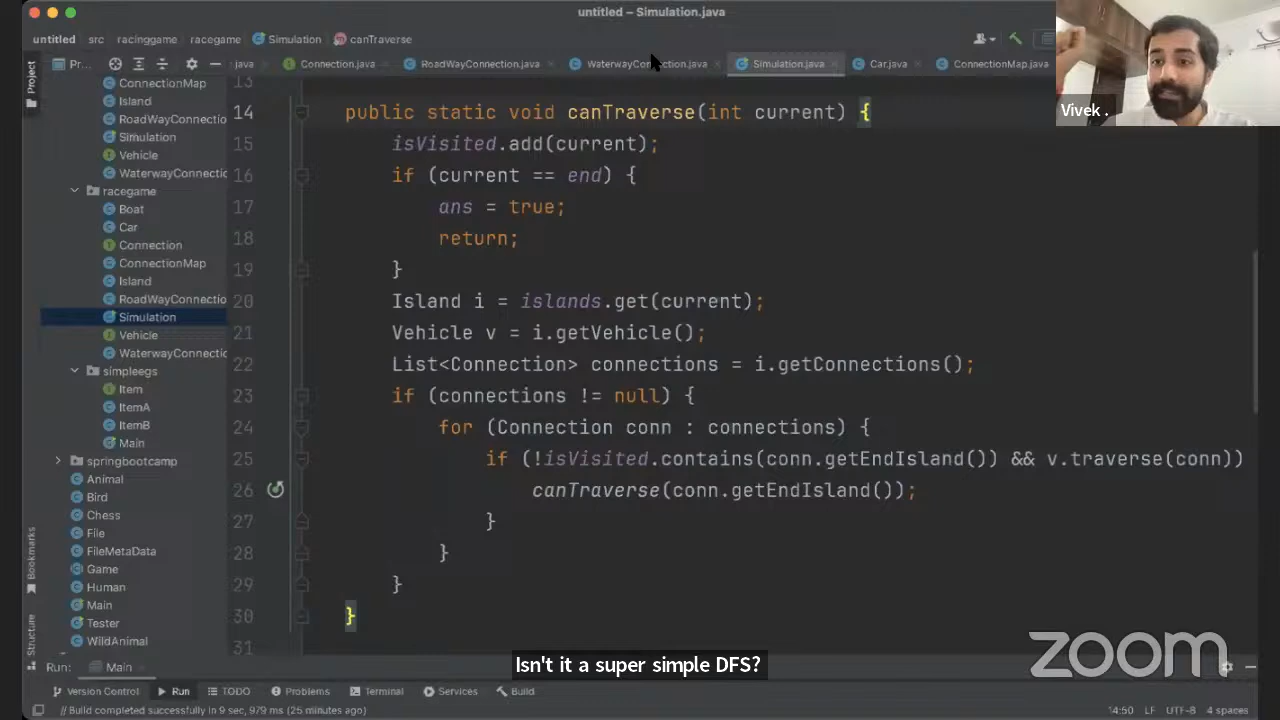 untitled – Simulation.java
untitled src racinggame racegame Simulation canTraverse
Pr... java Connection.java RoadWayConnection.java WaterwayConnection.java Simulation.java Car.java ConnectionMap.java
Project
ConnectionMap
Island
RoadWayConnectio
Simulation
Vehicle
WaterwayConnectic
racegame
Boat
Car
Connection
ConnectionMap
Island
RoadWayConnectio
Simulation
Vehicle
WaterwayConnectic
simpleegs
Item
ItemA
ItemB
Main
springbootcamp
Animal
Bird
Chess
File
FileMetaData
Game
Human
Main
Tester
WildAnimal
Bookmarks
Structure
13
14 public static void canTraverse(int current) {
15 isVisited.add(current);
16 if (current == end) {
17 ans = true;
18 return;
19 }
20 Island i = islands.get(current);
21 Vehicle v = i.getVehicle();
22 List<Connection> connections = i.getConnections();
23 if (connections != null) {
24 for (Connection conn : connections) {
25 if (!isVisited.contains(conn.getEndIsland()) && v.traverse(conn))
26 canTraverse(conn.getEndIsland());
27 }
28 }
29 }
30 }
31
Vivek .
Isn't it a super simple DFS?
zoom
Run: Main
Version Control Run TODO Problems Terminal Services Build
// Build completed successfully in 9 sec, 979 ms (25 minutes ago) 14:50 LF UTF-8 4 spaces